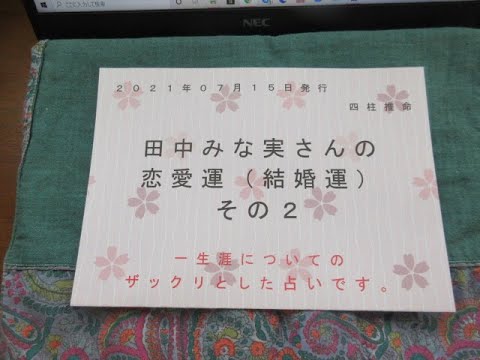 NEC
２０２１年０７月１５日発行
四柱推命
田中みな実さんの
恋愛運（結婚運）
その２
一生涯についての
ザックリとした占いです。